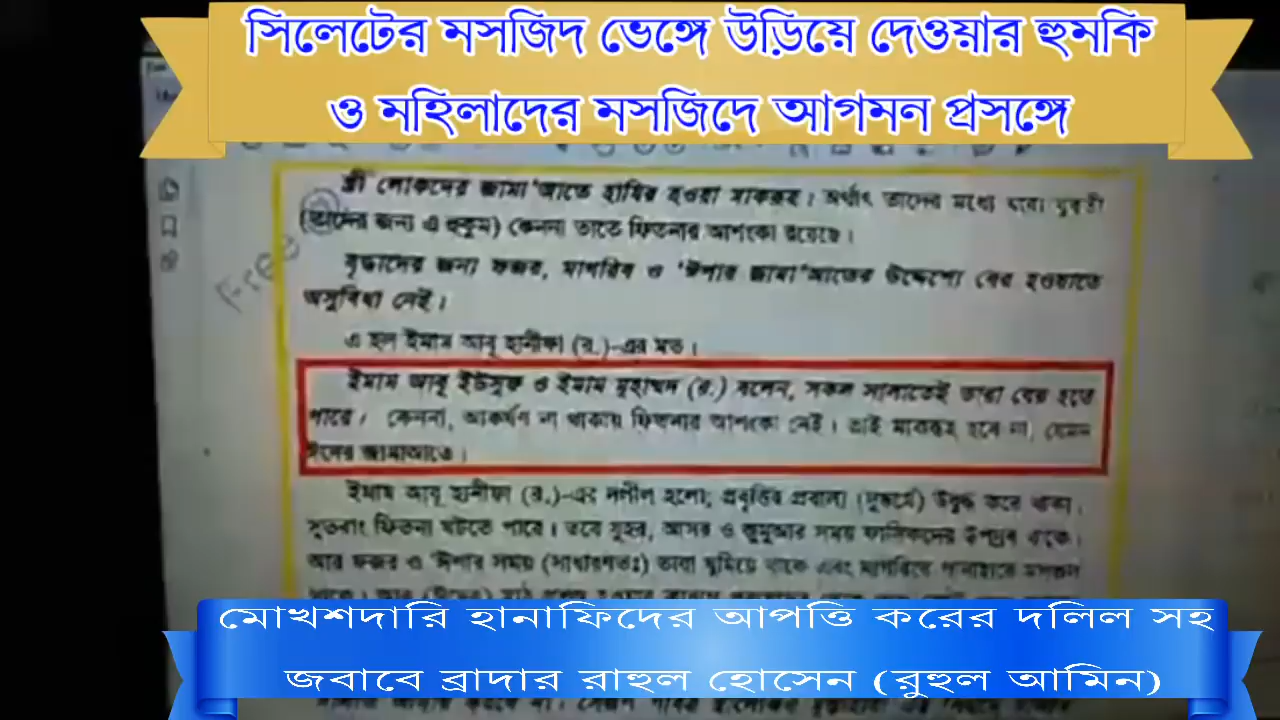 সিলেটের মসজিদ ভেঙ্গে উড়িয়ে দেওয়ার হুমকি
ও মহিলাদের মসজিদে আগমন প্রসঙ্গে
স্ত্রী লোকদের জামা'আতে হাযির হওয়া মাকরূহ। অর্থাৎ তাদের মধ্যে যারা যুবতী
(তাদের জন্য এ হুকুম) কেননা তাতে ফিতনার আশংকা রয়েছে।
Free
বৃদ্ধাদের জন্য ফজর, মাগরিব ও 'ঈশার জামা'আতের উদ্দেশ্যে বের হওয়াতে
অসুবিধা নেই।
এ হল ইমাম আবূ হানীফা (র.)-এর মত।
ইমাম আবূ ইউসুফ ও ইমাম মুহাম্মদ (র.) বলেন, সকল সালাতেই তারা বের হতে
পারে। কেননা, আকর্ষণ না থাকায় ফিতনার আশংকা নেই। তাই মাকরূহ হবে না, যেমন
ঈদের জামাআতে।
ইমাম আবূ হানীফা (র.)-এর দলীল হলো, প্রবৃত্তির প্রাবল্য (দুষ্কর্মে) উদ্বুদ্ধ করে থাকে।
সুতরাং ফিতনা ঘটতে পারে। তবে যুহর, আসর ও জুমুআর সময় ফাসিকদের উপদ্রব থাকে।
আর ফজর ও 'ঈশার সময় (সাধারণতঃ) তারা ঘুমিয়ে থাকে এবং মাগরিবে পানাহারে মশগুল
মোখশদারি হানাফিদের আপত্তি করের দলিল সহ
জবাবে ব্রাদার রাহুল হোসেন (রুহুল আমিন)